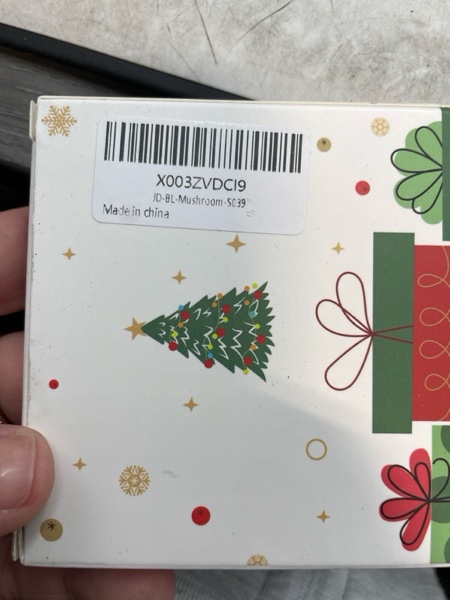 X003ZVDCI9
JD-BL-Mushroom-S039
Made in china